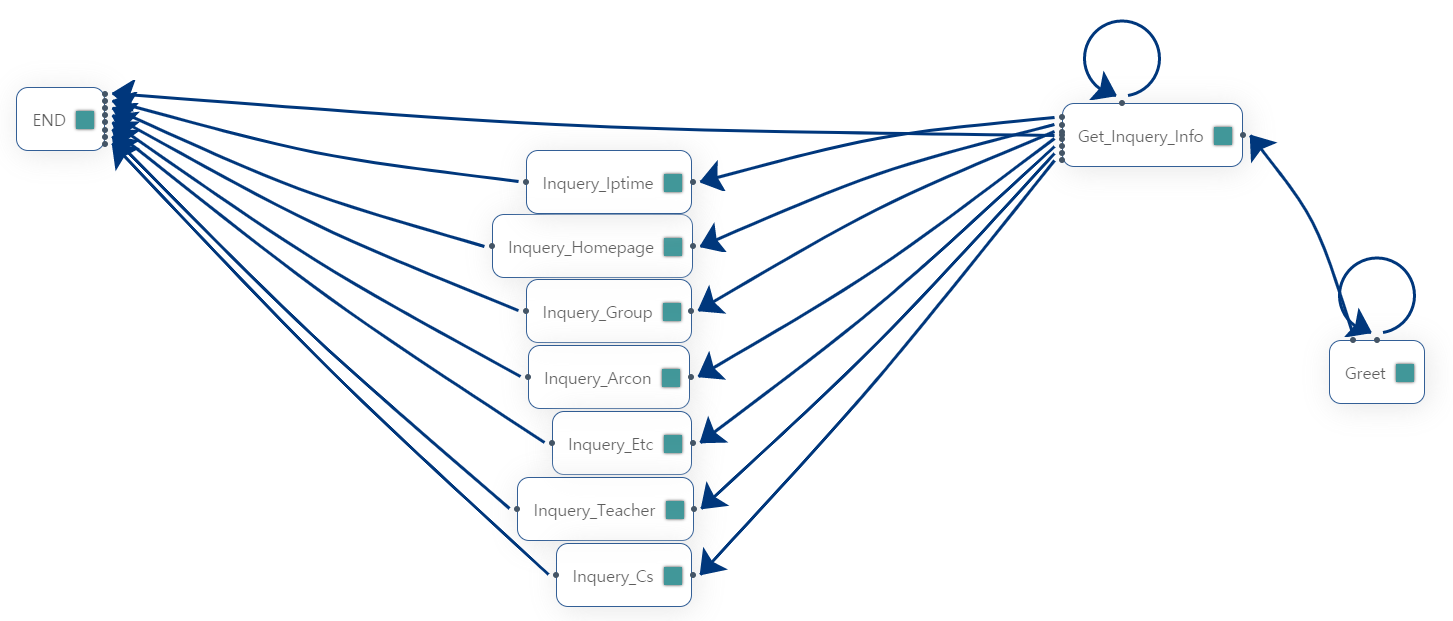 END
Get_Inquery_Info
Inquery_Iptime
Inquery_Homepage
Inquery_Group
Inquery_Arcon
Greet
Inquery_Etc
Inquery_Teacher
Inquery_Cs